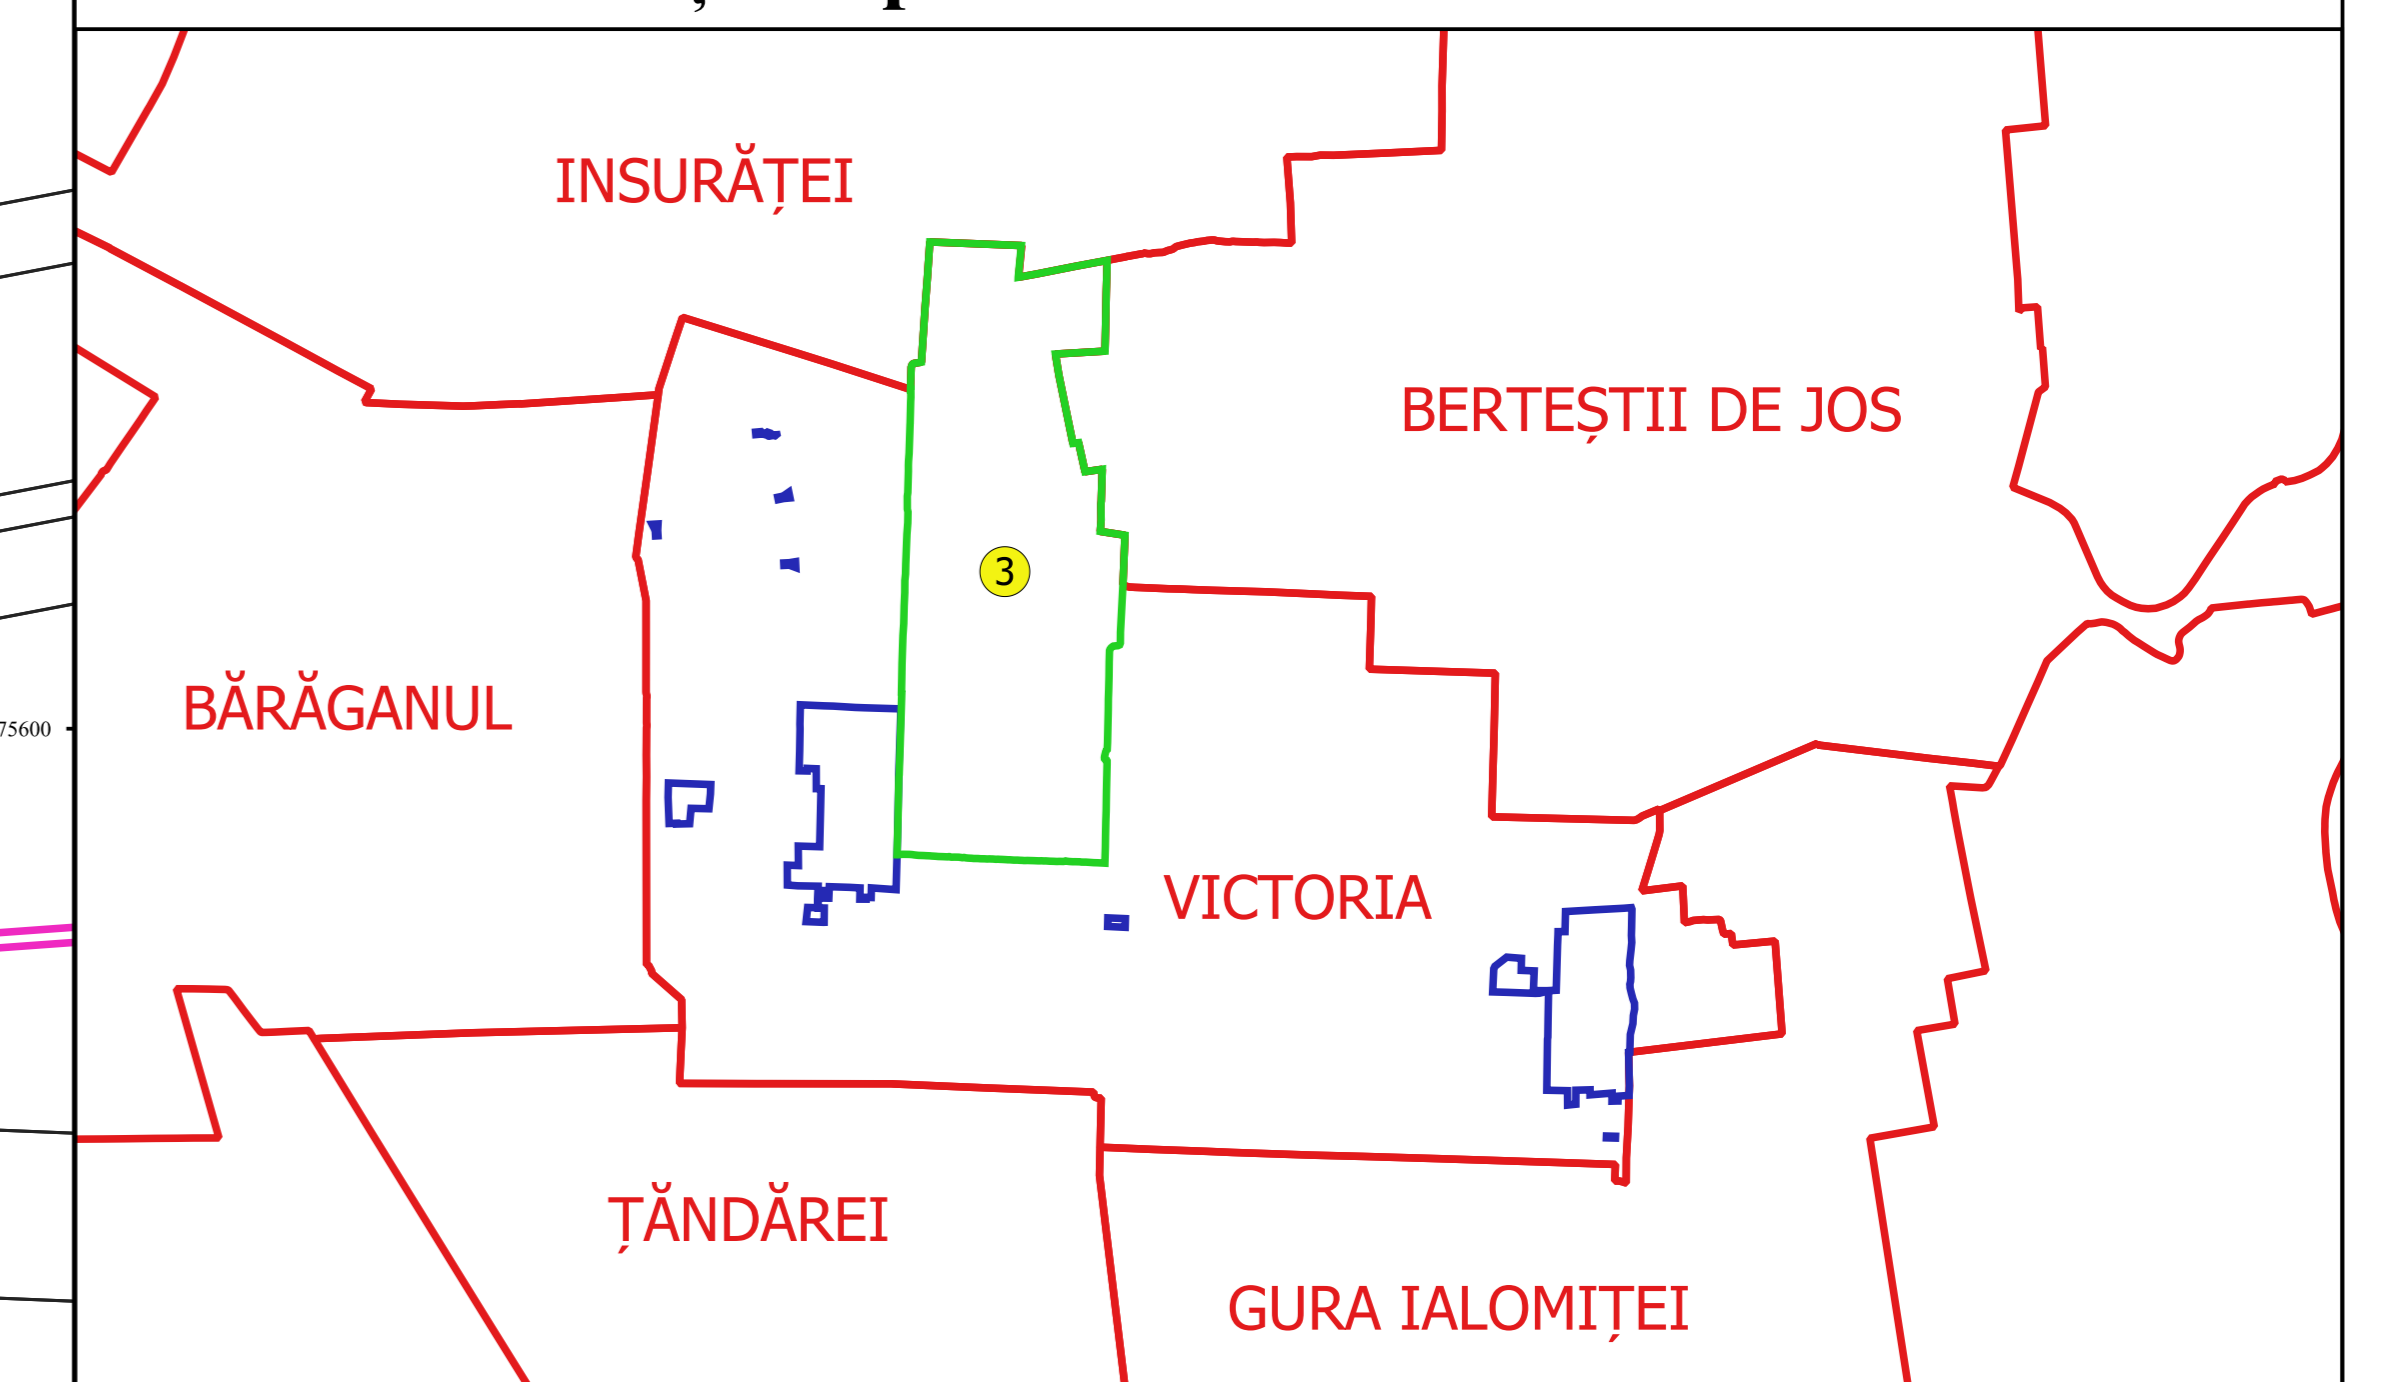 INSURĂȚEI
BERTEȘTII DE JOS
3
BĂRĂGANUL
75600
VICTORIA
ȚĂNDĂREI
GURA IALOMIȚEI